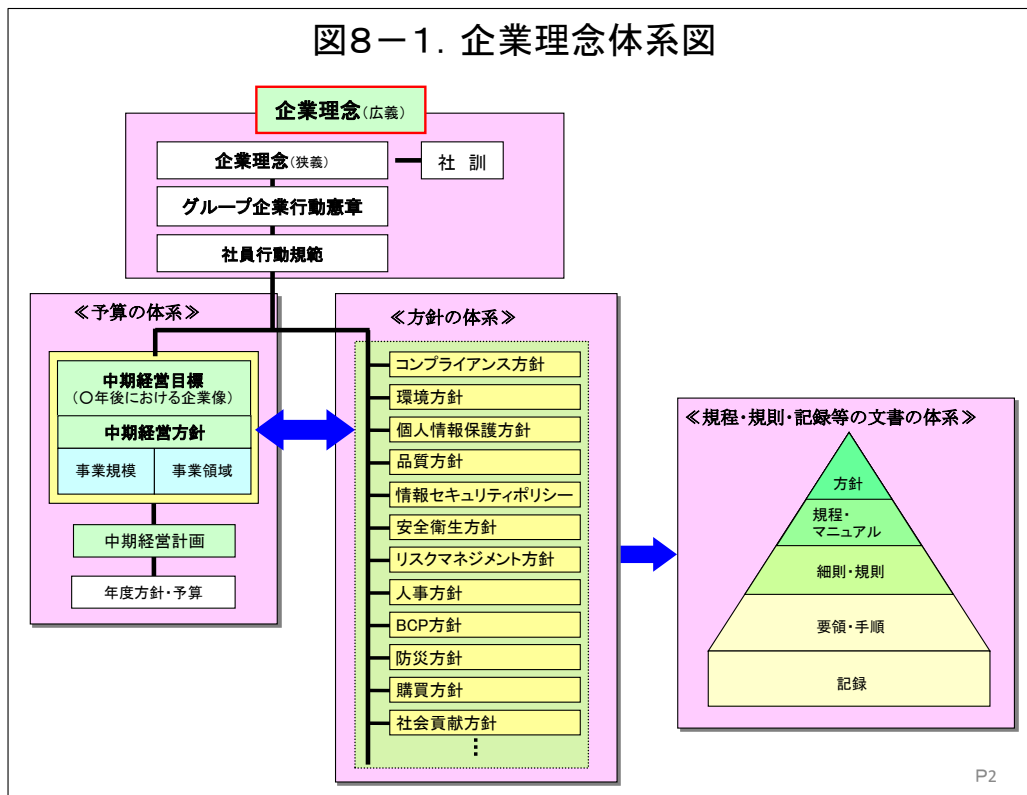 図8－1．企業理念体系図
企業理念(広義)
企業理念(狭義)
社 訓
グループ企業行動憲章
社員行動規範
≪予算の体系≫
中期経営目標
(〇年後における企業像)
中期経営方針
事業規模
事業領域
中期経営計画
年度方針・予算
≪方針の体系≫
コンプライアンス方針
環境方針
個人情報保護方針
品質方針
情報セキュリティポリシー
安全衛生方針
リスクマネジメント方針
人事方針
BCP方針
防災方針
購買方針
社会貢献方針
⋮
≪規程・規則・記録等の文書の体系≫
方針
規程・
マニュアル
細則・規則
要領・手順
記録
P2